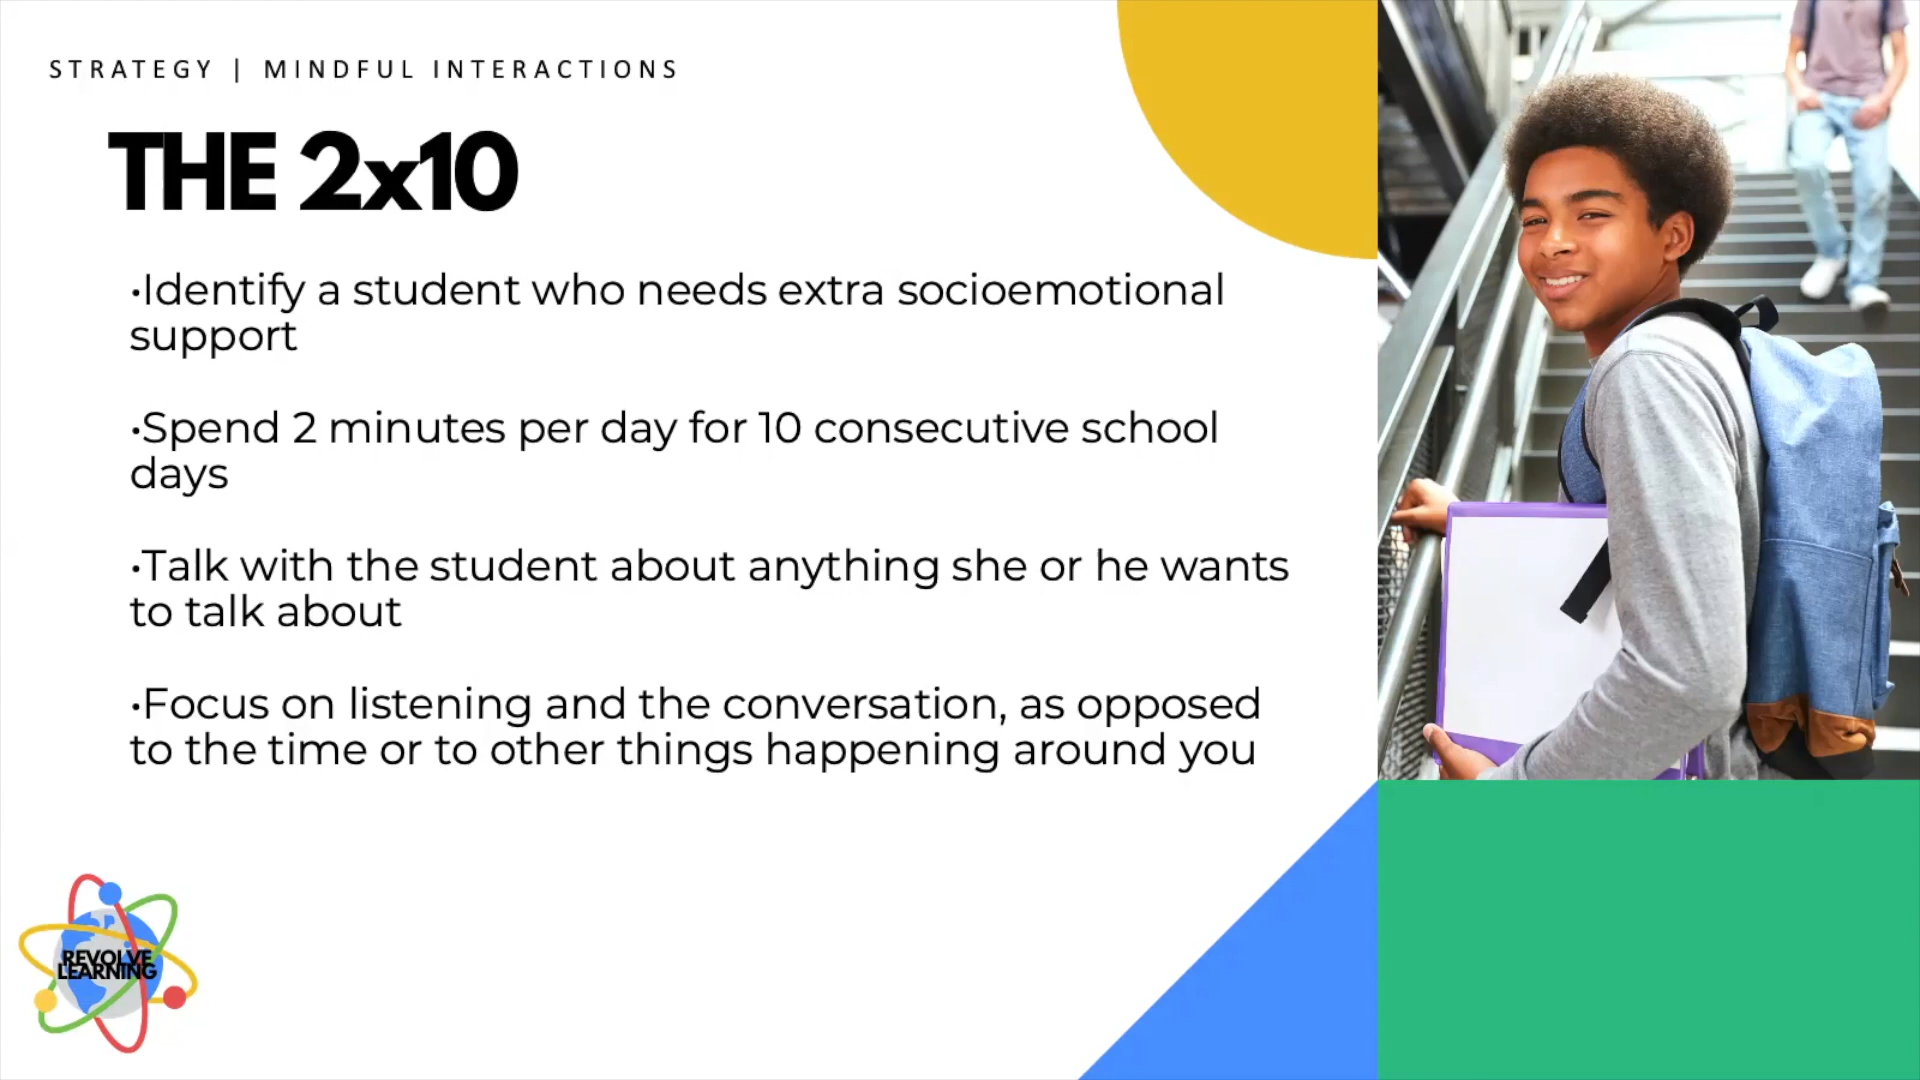 STRATEGY | MINDFUL INTERACTIONS
THE 2x10
•Identify a student who needs extra socioemotional
support
•Spend 2 minutes per day for 10 consecutive school
days
•Talk with the student about anything she or he wants
to talk about
•Focus on listening and the conversation, as opposed
to the time or to other things happening around you
REVOLVE
LEARNING